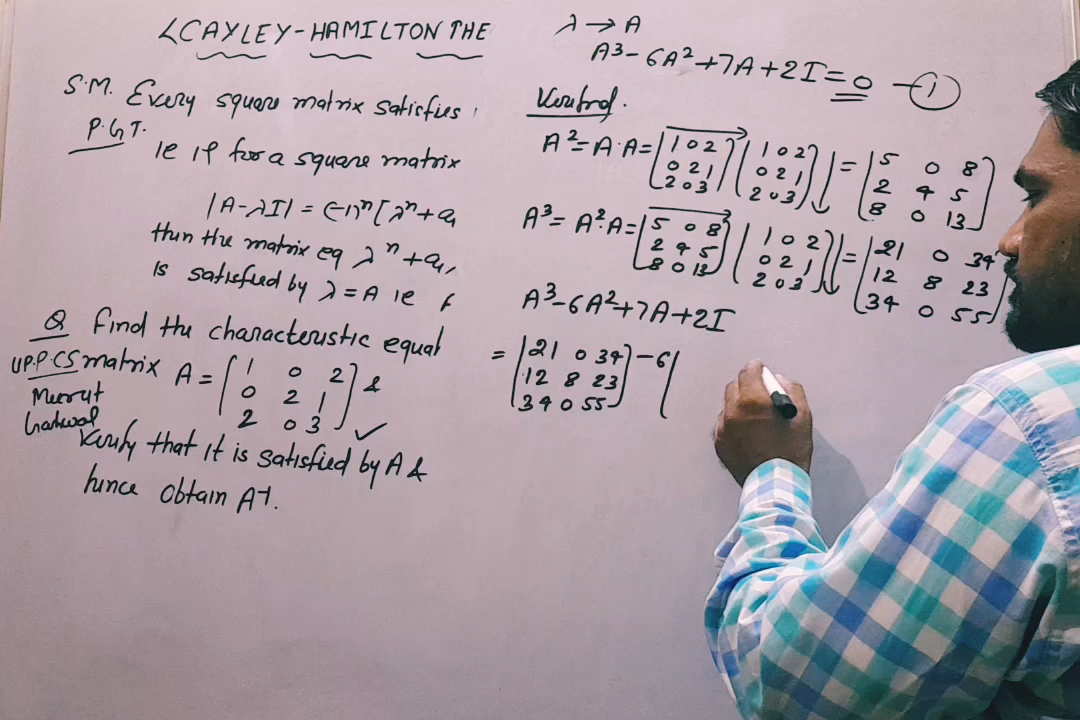 CAYLEY-HAMILTON THE
S.M. Every square matrix satisfies
P.G.T.
ie if for a square matrix
|A-λI| = (-1)ⁿ[λⁿ+a₁
then the matrix eq λⁿ+a₁,
is satisfied by λ=A ie
Q Find the characteristic equat
UP.PCS matrix A = [1 0 2
0 2 1
2 0 3] &
Meerut
Garhwal
Verify that it is satisfied by A &
hence obtain A⁻¹.
λ → A
A³-6A²+7A+2I=0 -①
A²=A·A=[1 0 2
0 2 1
2 0 3] [1 0 2
0 2 1
2 0 3] = [5 0 8
2 4 5
8 0 13]
A³=A²·A=[5 0 8
2 4 5
8 0 13] [1 0 2
0 2 1
2 0 3] = [21 0 34
12 8 23
34 0 55]
A³-6A²+7A+2I
= [21 0 34
12 8 23
34 0 55] -6[